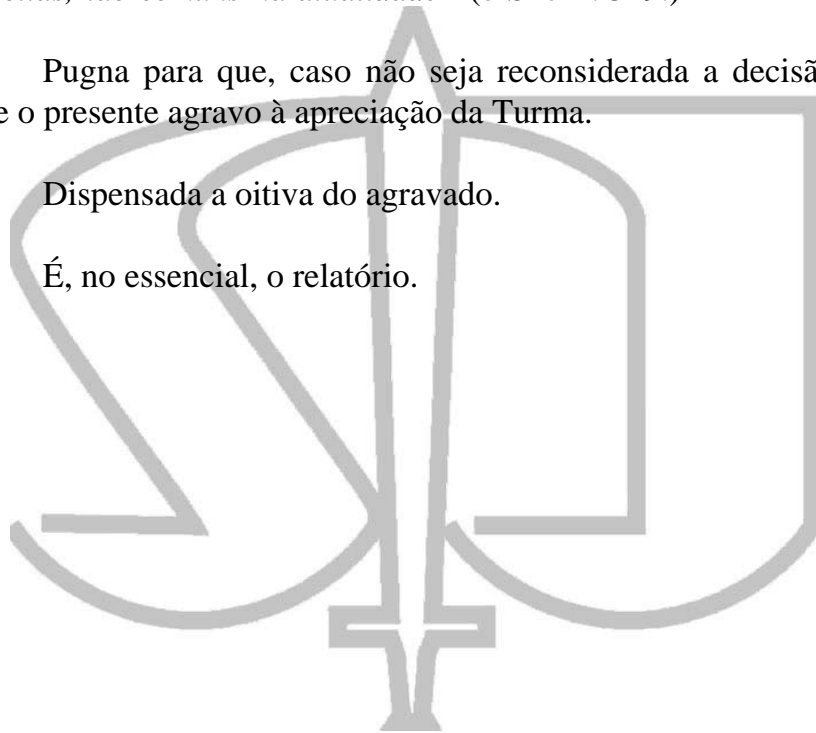 Pugna para que, caso não seja reconsiderada a decisã
e o presente agravo à apreciação da Turma.
Dispensada a oitiva do agravado.
É, no essencial, o relatório.